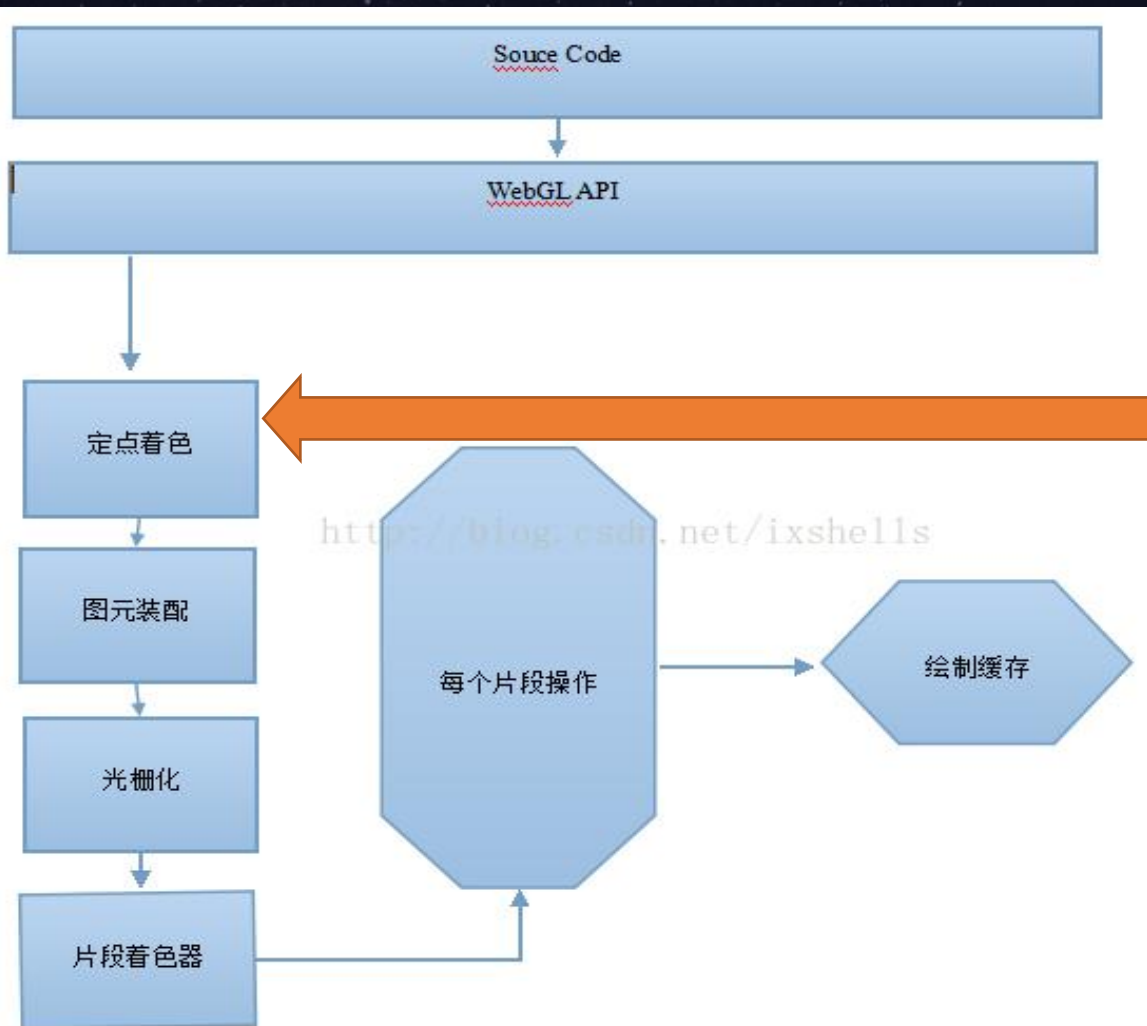 Souce Code
WebGL API
定点着色
图元装配
光栅化
片段着色器
每个片段操作
绘制缓存
http://blog.csdn.net/ixshells